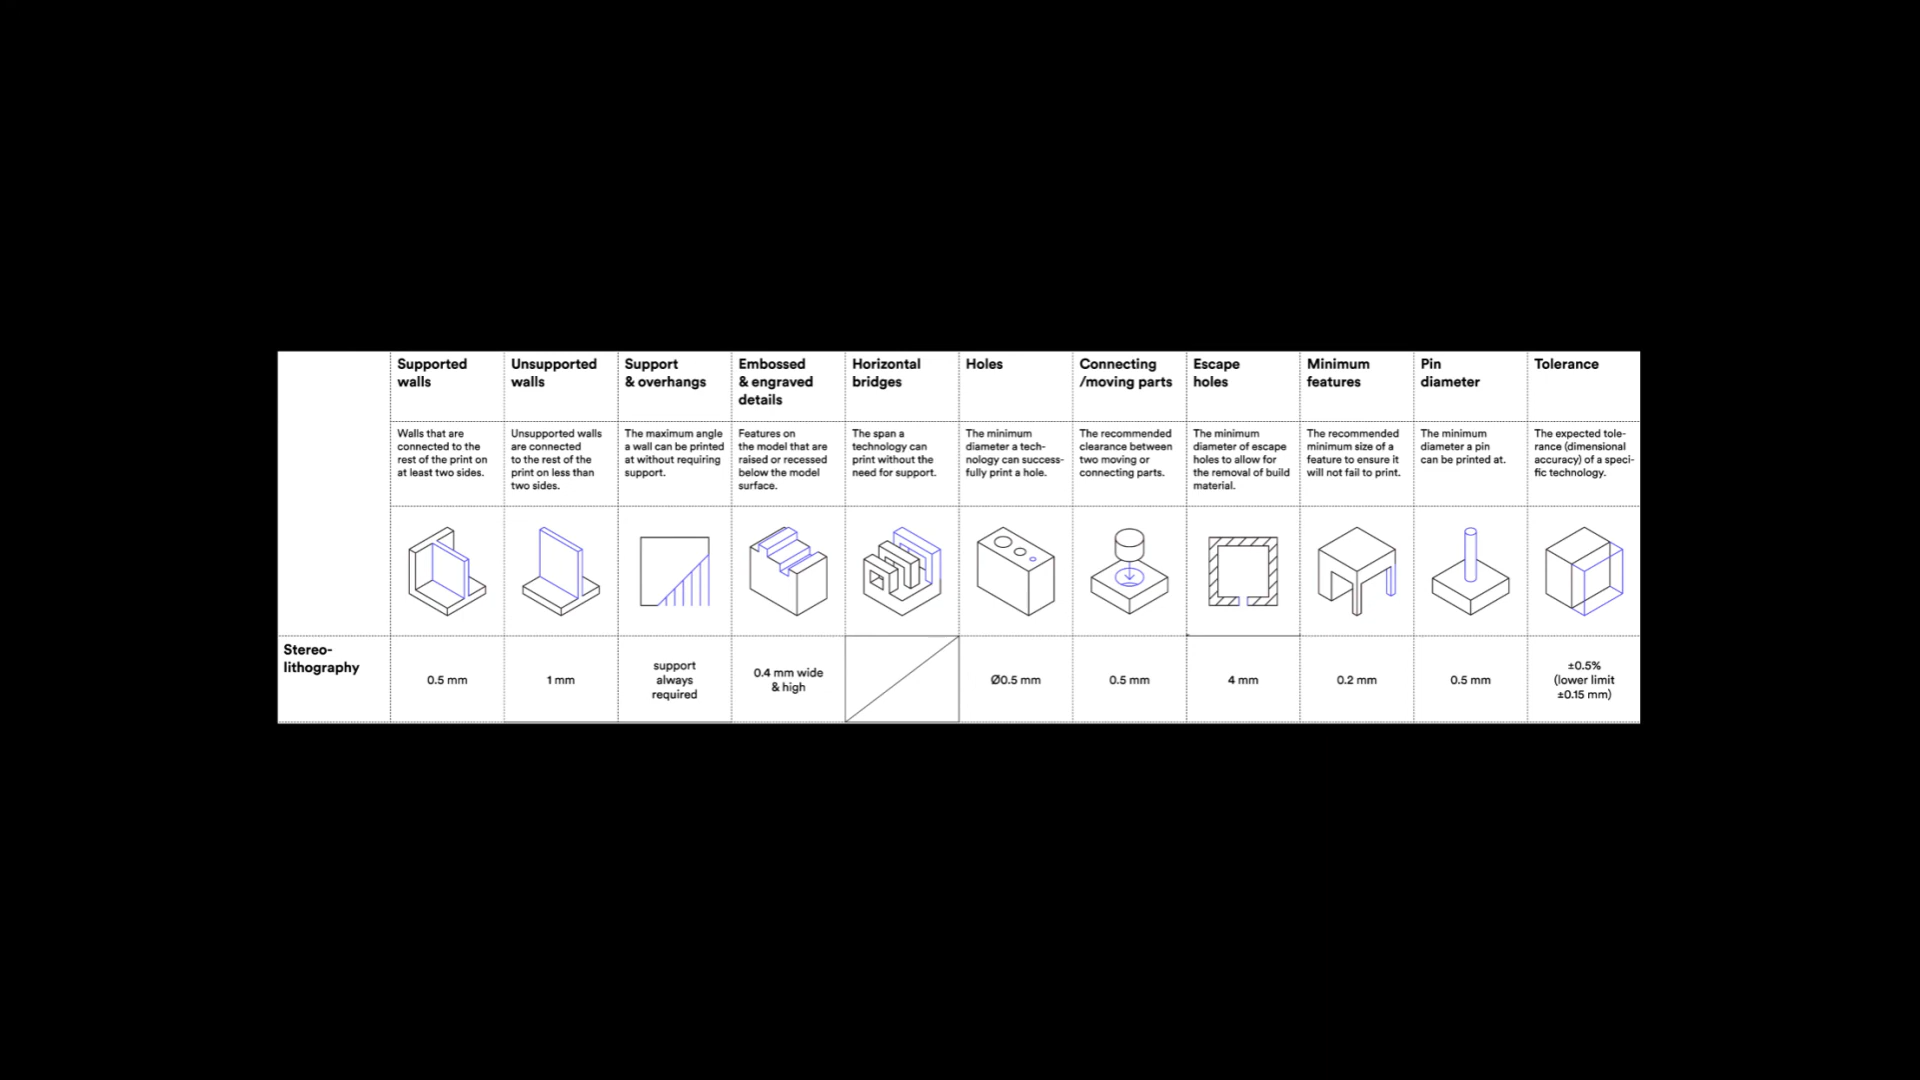 Supported
walls
Unsupported
walls
Support
& overhangs
Embossed
& engraved
details
Horizontal
bridges
Holes
Connecting
/moving parts
Escape
holes
Minimum
features
Pin
diameter
Tolerance
Walls that are
connected to the
rest of the print on
at least two sides.
Unsupported walls
are connected
to the rest of the
print on less than
two sides.
The maximum angle
a wall can be printed
at without requiring
support.
Features on
the model that are
raised or recessed
below the model
surface.
The span a
technology can
print without the
need for support.
The minimum
diameter a tech-
nology can success-
fully print a hole.
The recommended
clearance between
two moving or
connecting parts.
The minimum
diameter of escape
holes to allow for
the removal of build
material.
The recommended
minimum size of a
feature to ensure it
will not fail to print.
The minimum
diameter a pin
can be printed at.
The expected tole-
rance (dimensional
accuracy) of a speci-
fic technology.
Stereo-
lithography
0.5 mm
1 mm
support
always
required
0.4 mm wide
& high
Ø0.5 mm
0.5 mm
4 mm
0.2 mm
0.5 mm
±0.5%
(lower limit
±0.15 mm)